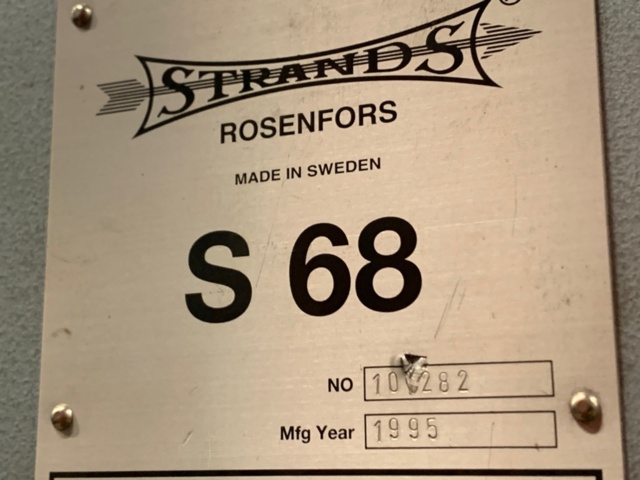 STRANDS
ROSENFORS
MADE IN SWEDEN
S 68
NO
Mfg Year 1995